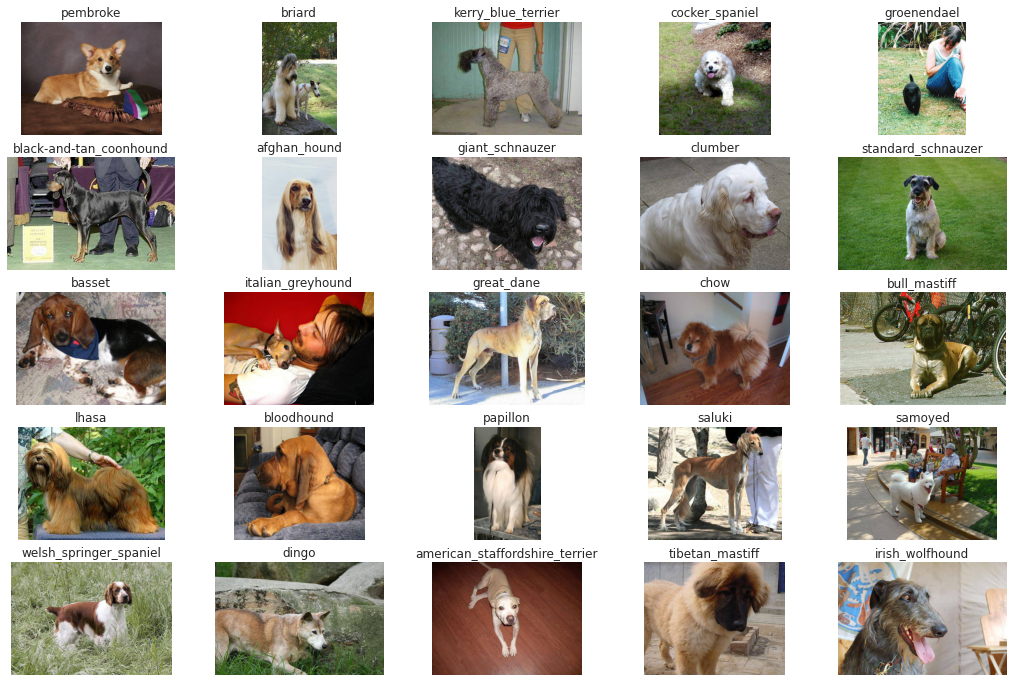 pembroke
briard
kerry_blue_terrier
cocker_spaniel
groenendael
black-and-tan_coonhound
afghan_hound
giant_schnauzer
clumber
standard_schnauzer
basset
italian_greyhound
great_dane
chow
bull_mastiff
lhasa
bloodhound
papillon
saluki
samoyed
welsh_springer_spaniel
dingo
american_staffordshire_terrier
tibetan_mastiff
irish_wolfhound